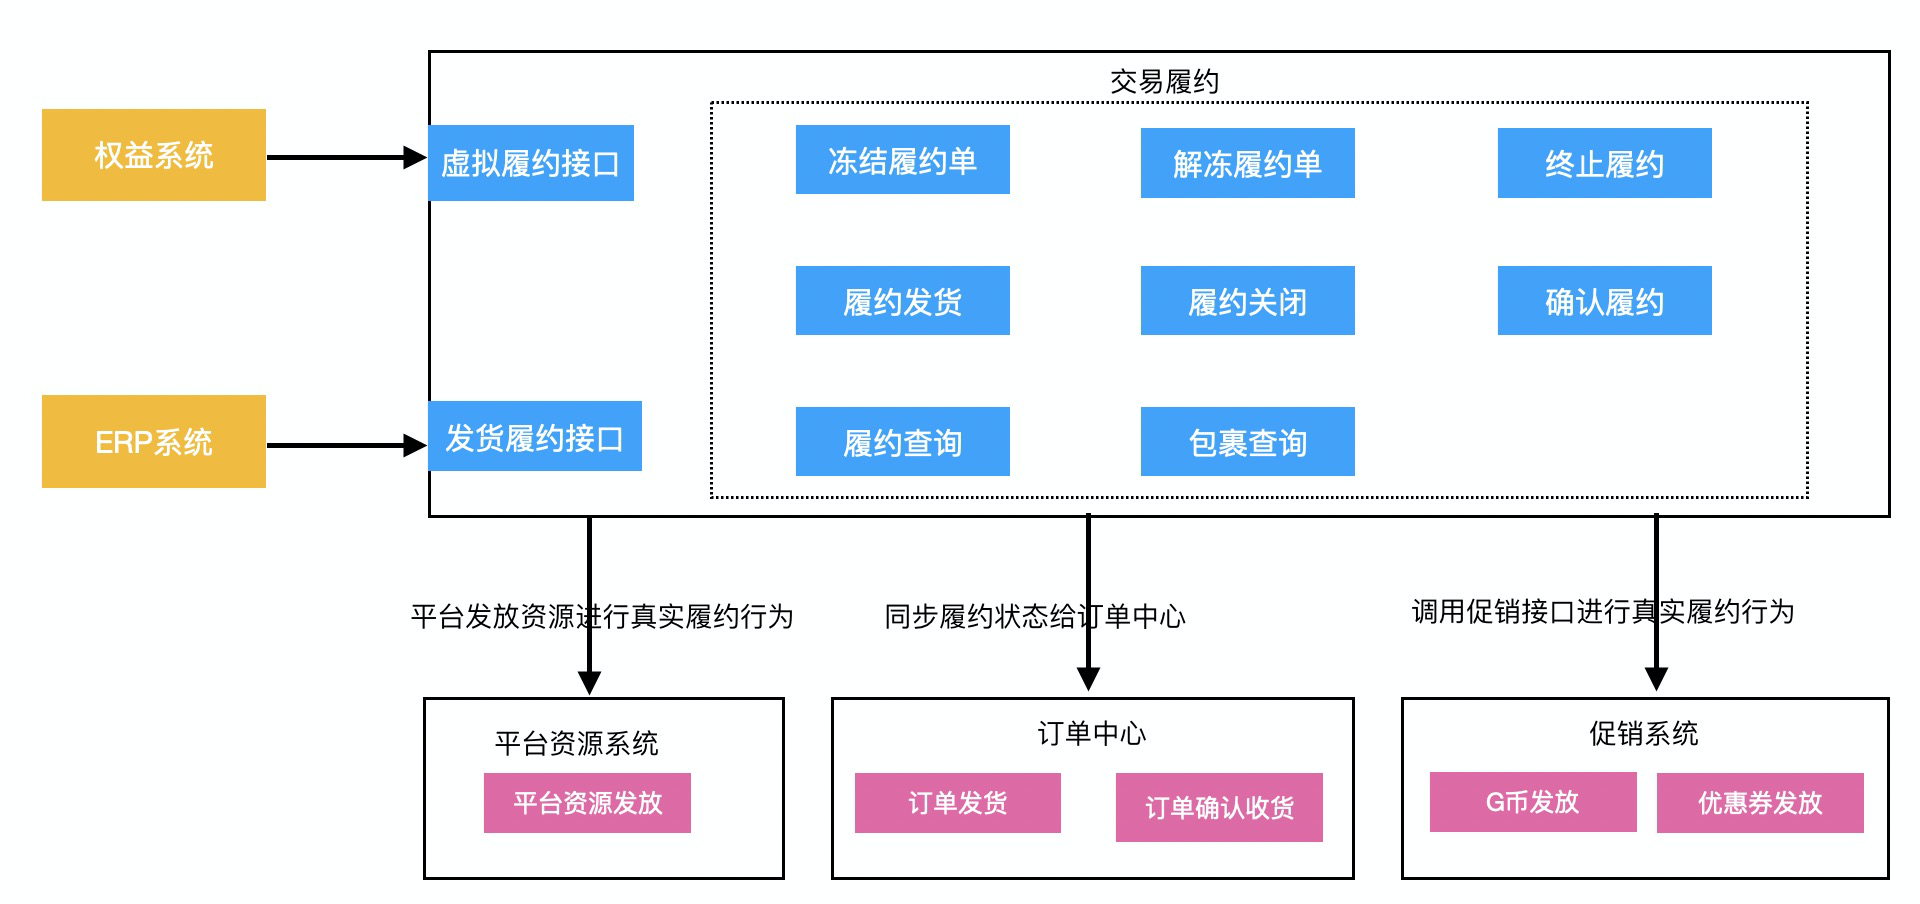 交易履约
权益系统
虚拟履约接口
冻结履约单
解冻履约单
终止履约
履约发货
履约关闭
确认履约
ERP系统
发货履约接口
履约查询
包裹查询
平台发放资源进行真实履约行为
同步履约状态给订单中心
调用促销接口进行真实履约行为
平台资源系统
平台资源发放
订单中心
订单发货
订单确认收货
促销系统
G币发放
优惠券发放